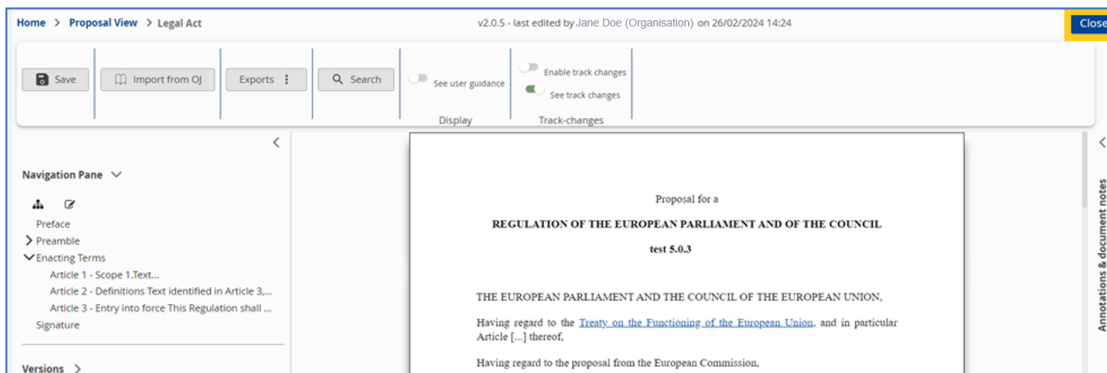 Home > Proposal View > Legal Act
v2.0.5 - last edited by Jane Doe (Organisation) on 26/02/2024 14:24
Close
Save
Import from OJ
Exports
Search
See user guidance
Display
Enable track changes
See track changes
Track-changes
Navigation Pane
Preface
Preamble
Enacting Terms
Article 1 - Scope 1.Text...
Article 2 - Definitions Text identified in Article 3,...
Article 3 - Entry into force This Regulation shall ...
Signature
Versions
Proposal for a
REGULATION OF THE EUROPEAN PARLIAMENT AND OF THE COUNCIL
test 5.0.3
THE EUROPEAN PARLIAMENT AND THE COUNCIL OF THE EUROPEAN UNION,
Having regard to the Treaty on the Functioning of the European Union, and in particular
Article [...] thereof,
Having regard to the proposal from the European Commission,
Annotations & document notes